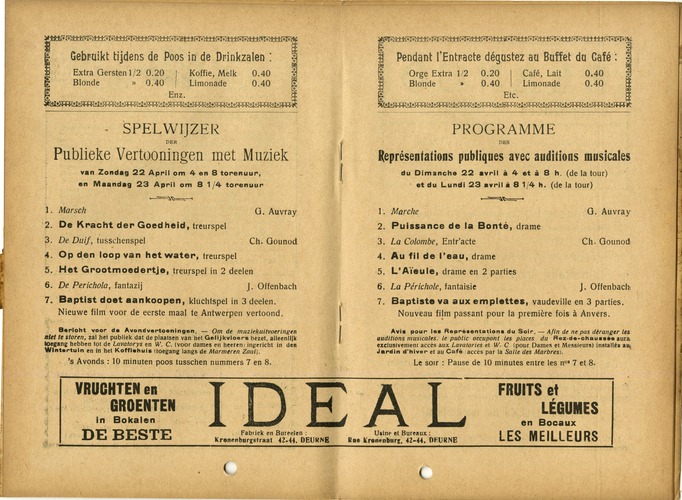 Gebruikt tijdens de Poos in de Drinkzalen :
Extra Gersten 1/2 0.20 | Koffie, Melk 0.40
Blonde » 0.40 | Limonade 0.40
Enz.
SPELWIJZER
DER
Publieke Vertooningen met Muziek
van Zondag 22 April om 4 en 8 torenuur,
en Maandag 23 April om 8 1/4 torenuur
1. Marsch G. Auvray
2. De Kracht der Goedheid, treurspel
3. De Duif, tusschenspel Ch. Gounod
4. Op den loop van het water, treurspel
5. Het Grootmoedertje, treurspel in 2 deelen
6. De Perichola, fantazij J. Offenbach
7. Baptist doet aankoopen, kluchtspel in 3 deelen.
Nieuwe film voor de eerste maal te Antwerpen vertoond.
Bericht voor de Avondvertooningen. — Om de muziekuitvoeringen
niet te storen, zal het publiek dat de plaatsen van het Gelijkvloers bezet, alleenlijk
toegang hebben tot de Lavatorys en W. C. (voor dames en heeren) ingericht in den
Wintertuin en in het Koffiehuis (toegang langs de Marmeren Zaal).
's Avonds : 10 minuten poos tusschen nummers 7 en 8.
Pendant l'Entracte dégustez au Buffet du Café :
Orge Extra 1/2 0.20 | Café, Lait 0.40
Blonde » 0.40 | Limonade 0.40
Etc.
PROGRAMME
DES
Représentations publiques avec auditions musicales
du Dimanche 22 avril à 4 et à 8 h. (de la tour)
et du Lundi 23 avril à 8 1/4 h. (de la tour)
1. Marche G. Auvray
2. Puissance de la Bonté, drame
3. La Colombe, Entr'acte Ch. Gounod
4. Au fil de l'eau, drame
5. L'Aïeule, drame en 2 parties
6. La Périchole, fantaisie J. Offenbach
7. Baptiste va aux emplettes, vaudeville en 3 parties.
Nouveau film passant pour la première fois à Anvers.
Avis pour les Représentations du Soir. — Afin de ne pas déranger les
auditions musicales, le public occupant les places du Rez-de-chaussée aura
exclusivement accès aux Lavatories et W. C. (pour Dames et Messieurs) installés au
Jardin d'hiver et au Café (accès par la Salle des Marbres).
Le soir : Pause de 10 minutes entre les nos 7 et 8.
VRUCHTEN en
GROENTEN
in Bokalen
DE BESTE
IDEAL
Fabriek en Bureelen :
Kronenburgstraat 42-44, DEURNE
Usine et Bureaux :
Rue Kronenburg, 42-44, DEURNE
FRUITS et
LÉGUMES
en Bocaux
LES MEILLEURS